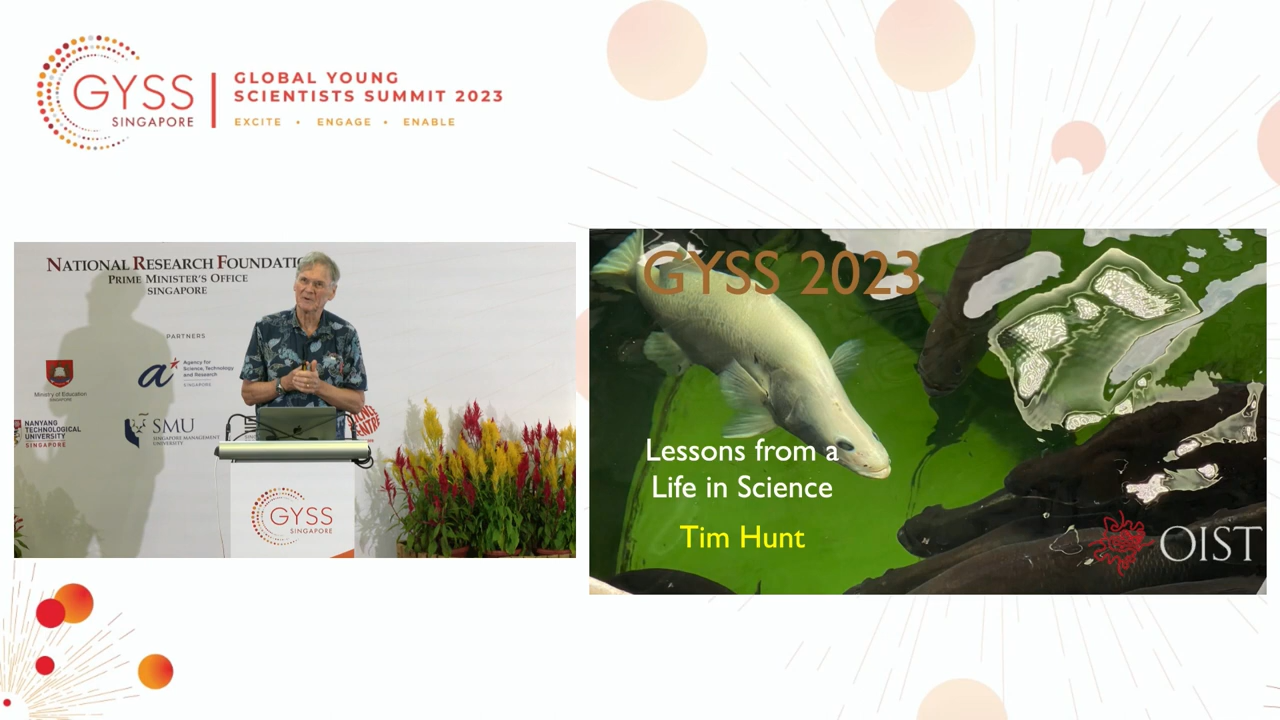 GYSS
SINGAPORE
GLOBAL YOUNG
SCIENTISTS SUMMIT 2023
EXCITE • ENGAGE • ENABLE
NATIONAL RESEARCH
PRIME MINISTER'S OFFICE
SINGAPORE
PARTNERS
Ministry of Education
SINGAPORE
Agency for
Science, Technology
and Research
SINGAPORE
NANYANG
TECHNOLOGICAL
UNIVERSITY
SINGAPORE
SMU
SINGAPORE MANAGEMENT
UNIVERSITY
GYSS
SINGAPORE
GYSS 2023
Lessons from a
Life in Science
Tim Hunt
OIST